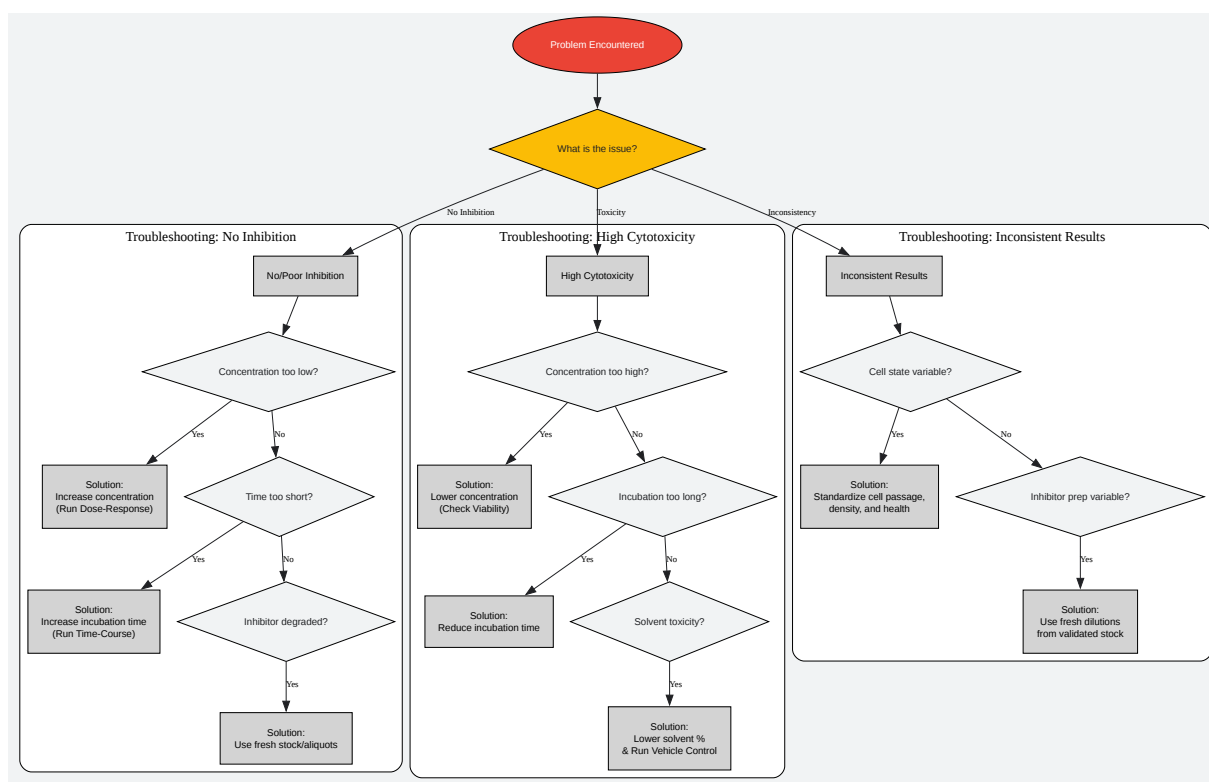 Problem Encountered
What is the issue?
No Inhibition
Toxicity
Inconsistency
Troubleshooting: No Inhibition
No/Poor Inhibition
Concentration too low?
Yes
No
Solution:
Increase concentration
(Run Dose-Response)
Time too short?
Yes
No
Solution:
Increase incubation time
(Run Time-Course)
Inhibitor degraded?
Yes
Solution:
Use fresh stock/aliquots
Troubleshooting: High Cytotoxicity
High Cytotoxicity
Concentration too high?
Yes
No
Solution:
Lower concentration
(Check Viability)
Incubation too long?
Yes
No
Solution:
Reduce incubation time
Solvent toxicity?
Yes
Solution:
Lower solvent %
& Run Vehicle Control
Troubleshooting: Inconsistent Results
Inconsistent Results
Cell state variable?
Yes
No
Solution:
Standardize cell passage,
density, and health
Inhibitor prep variable?
Yes
Solution:
Use fresh dilutions
from validated stock